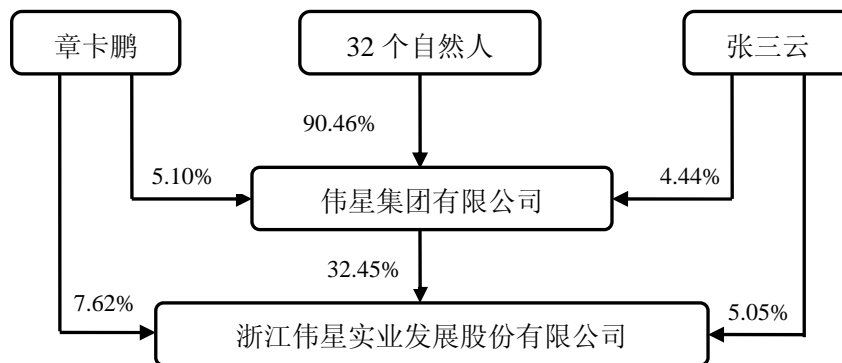 章卡鹏
32 个自然人
张三云
90.46%
5.10%
4.44%
伟星集团有限公司
32.45%
7.62%
5.05%
浙江伟星实业发展股份有限公司